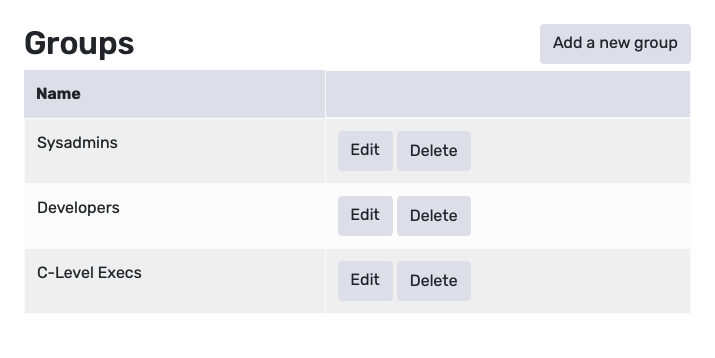 Groups
Add a new group
Name
Sysadmins
Edit Delete
Developers
Edit Delete
C-Level Execs
Edit Delete